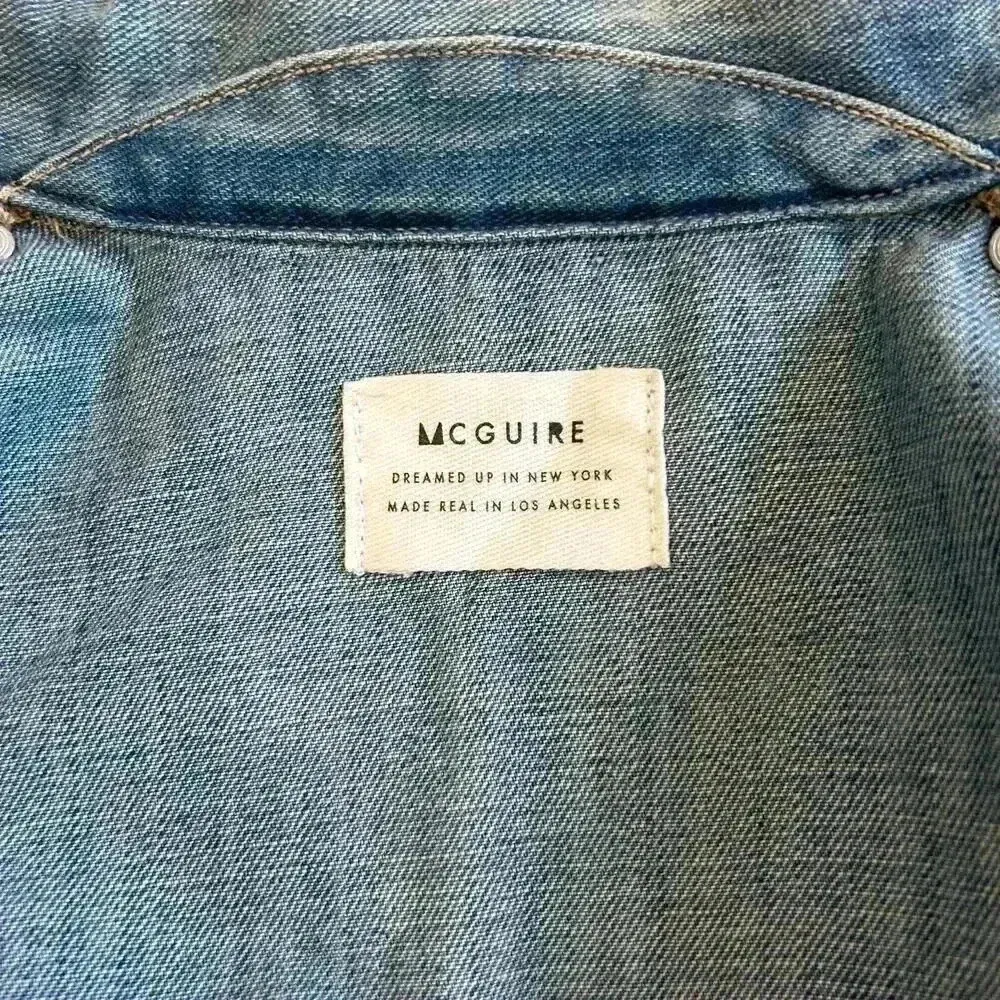 MCGUIRE
DREAMED UP IN NEW YORK
MADE REAL IN LOS ANGELES